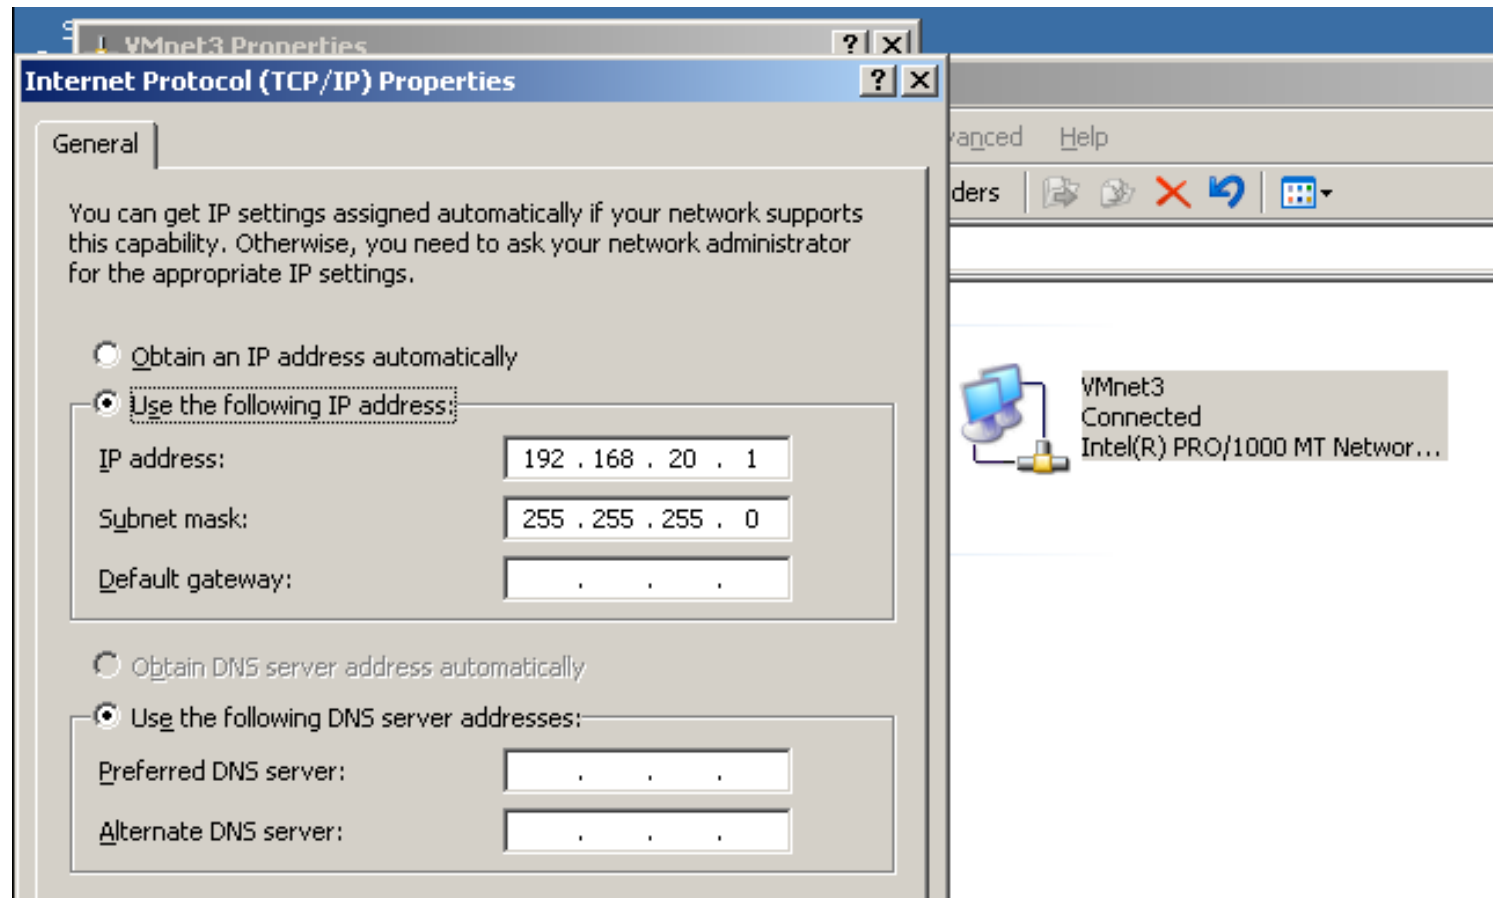 VMnet3 Properties
Internet Protocol (TCP/IP) Properties
General
You can get IP settings assigned automatically if your network supports
this capability. Otherwise, you need to ask your network administrator
for the appropriate IP settings.
Obtain an IP address automatically
Use the following IP address:
IP address: 192 . 168 . 20 . 1
Subnet mask: 255 . 255 . 255 . 0
Default gateway: . . .
Obtain DNS server address automatically
Use the following DNS server addresses:
Preferred DNS server: . . .
Alternate DNS server: . . .
vanced Help
ders
VMnet3
Connected
Intel(R) PRO/1000 MT Networ...